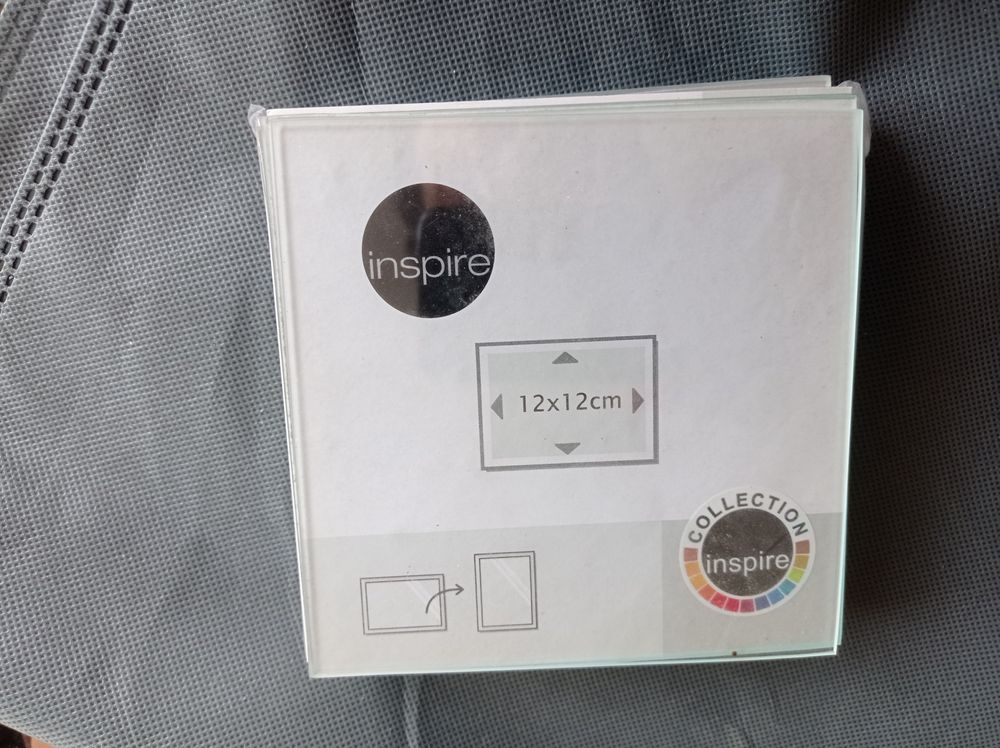 inspire
12x12cm
COLLECTION
inspire